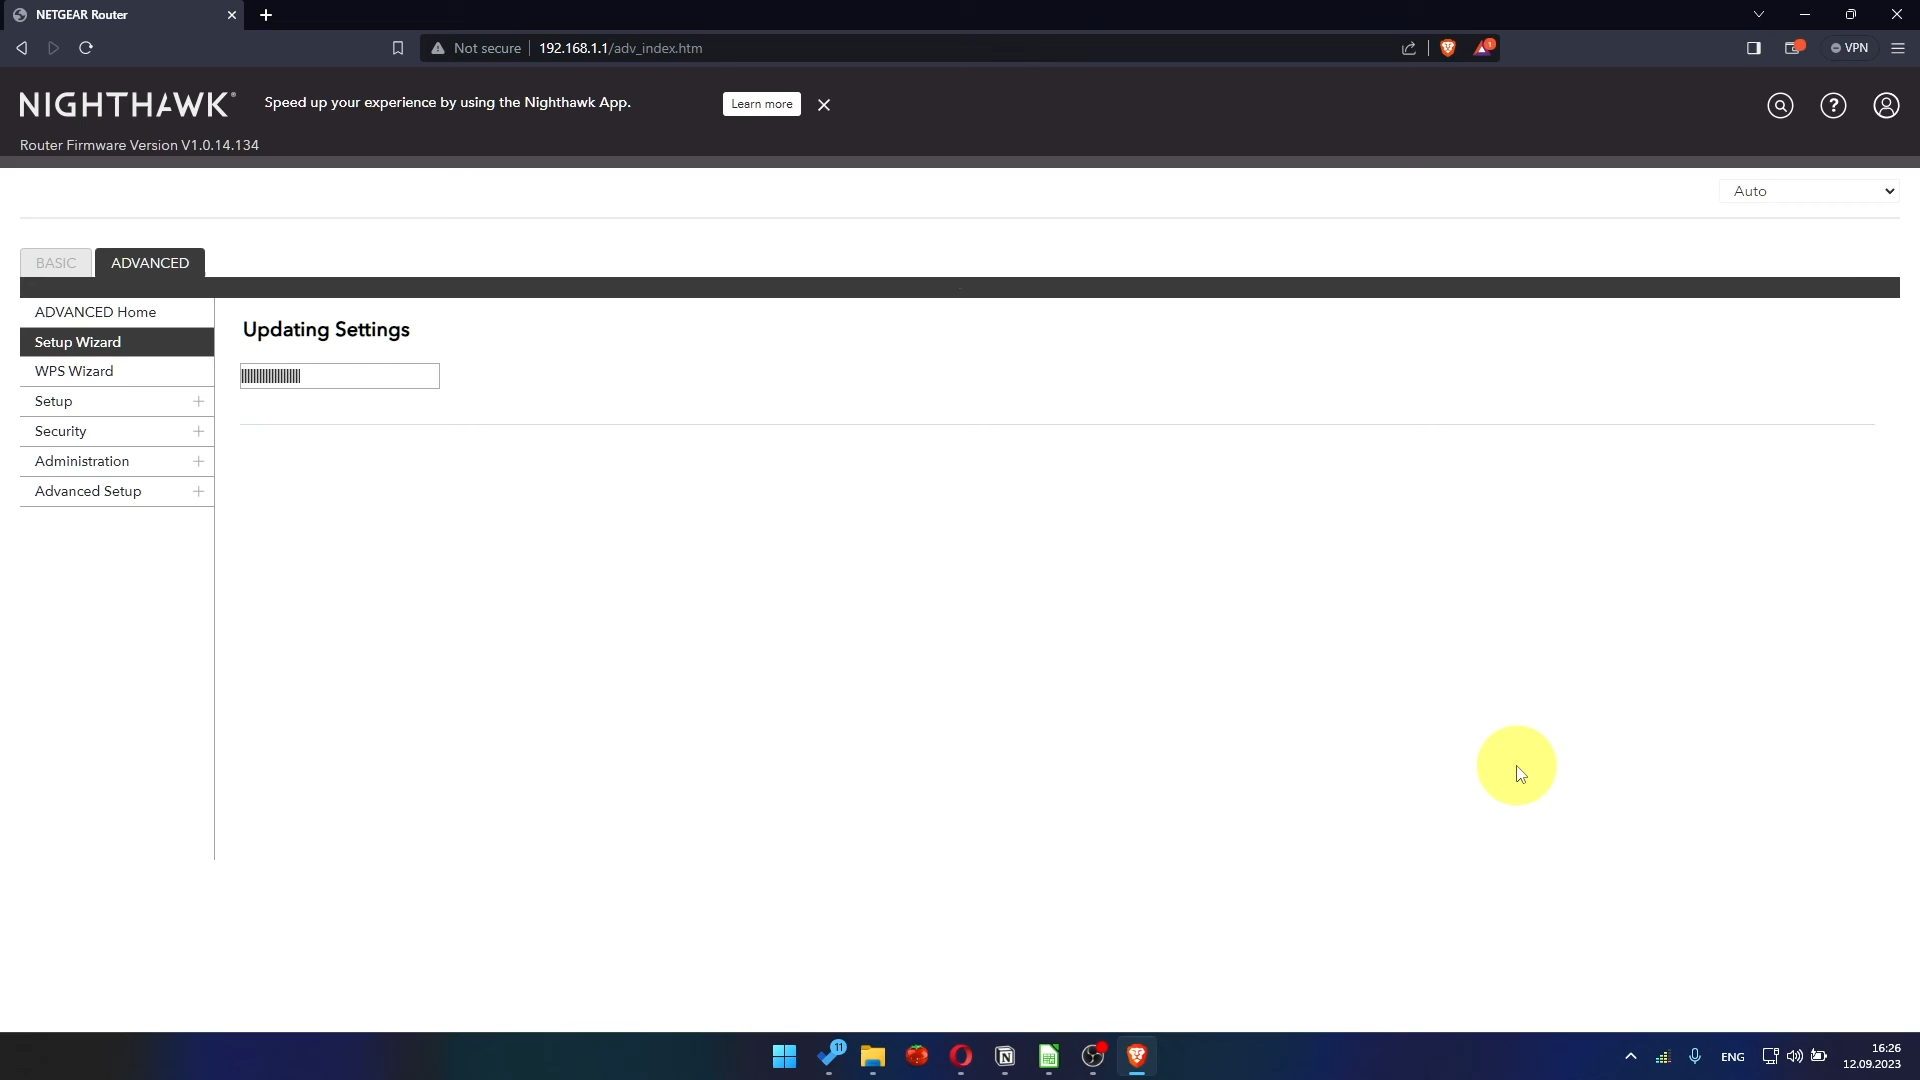 NETGEAR Router
Not secure
192.168.1.1/adv_index.htm
1
VPN
NIGHTHAWK®
Speed up your experience by using the Nighthawk App.
Learn more
Router Firmware Version V1.0.14.134
Auto
BASIC
ADVANCED
ADVANCED Home
Setup Wizard
WPS Wizard
Setup
Security
Administration
Advanced Setup
Updating Settings
11
ENG
16:26
12.09.2023